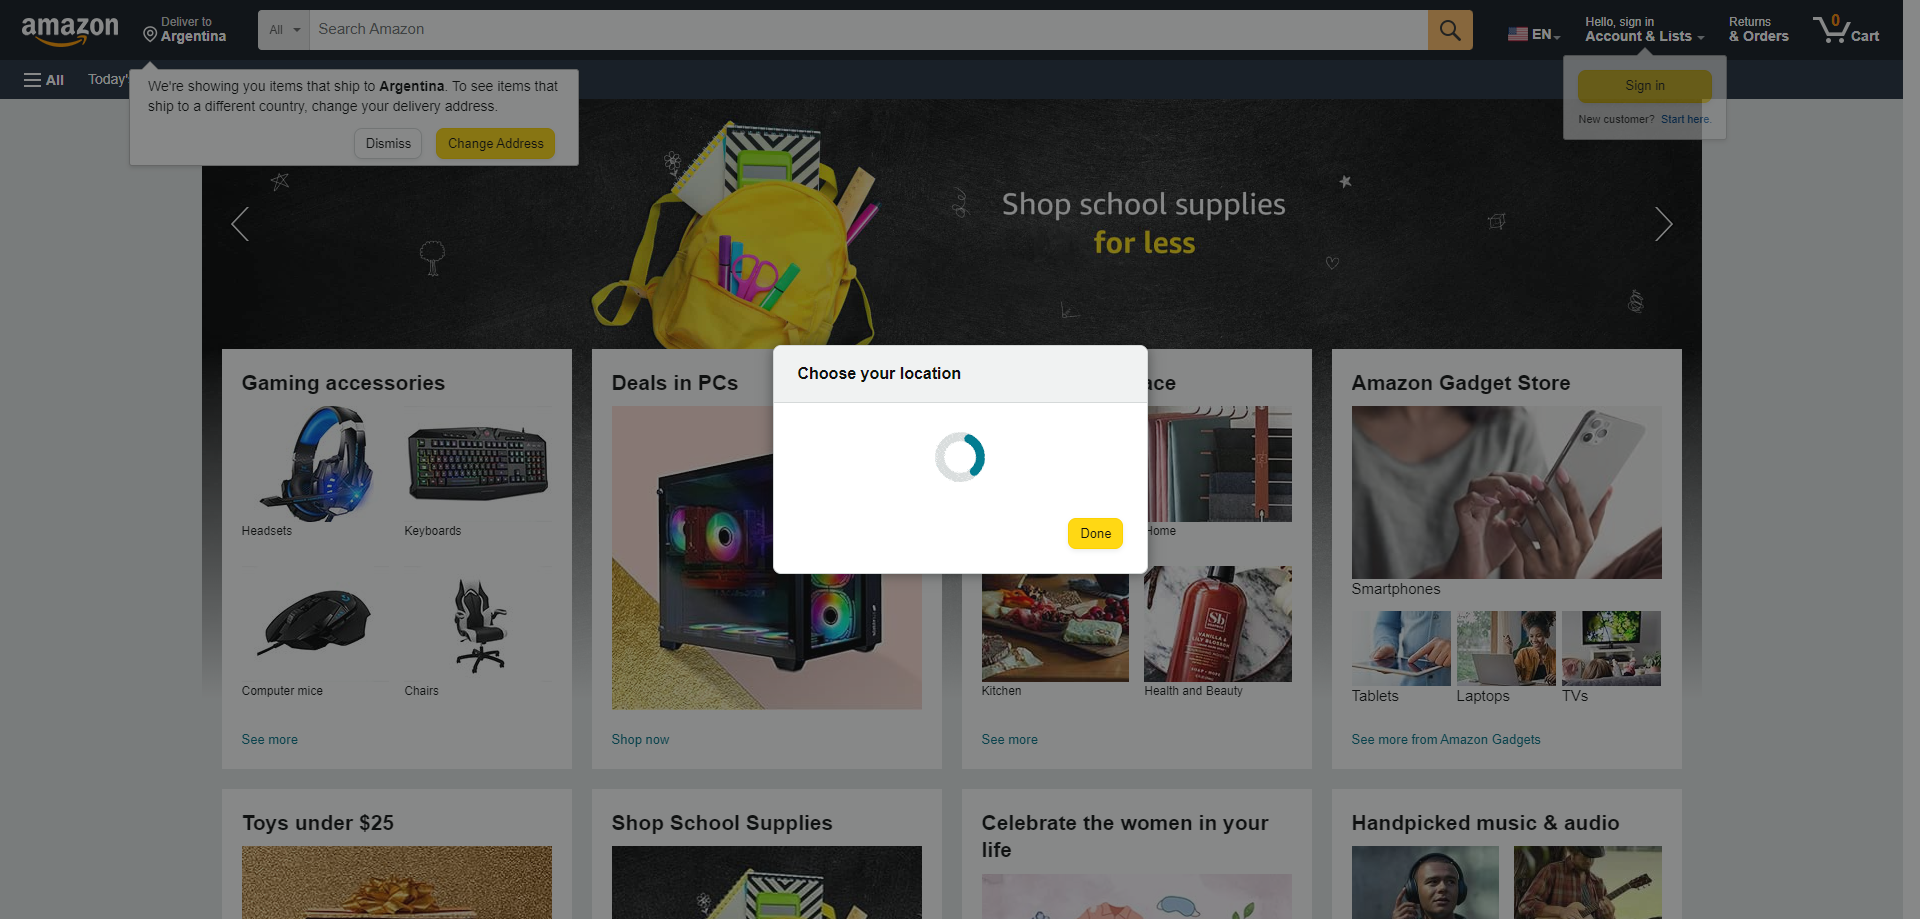 amazon
Deliver to
Argentina
All
Search Amazon
EN
Hello, sign in
Account & Lists
Returns
& Orders
0
Cart
All
Today'
We're showing you items that ship to Argentina. To see items that
ship to a different country, change your delivery address.
Dismiss
Change Address
Sign in
New customer? Start here.
Shop school supplies
for less
Choose your location
Done
Gaming accessories
Headsets
Keyboards
Computer mice
Chairs
See more
Deals in PCs
Shop now
ace
Home
Kitchen
Health and Beauty
See more
Sb
VANILLA &
LILY BLOSSOM
Amazon Gadget Store
Smartphones
Tablets
Laptops
TVs
See more from Amazon Gadgets
Toys under $25
Shop School Supplies
Celebrate the women in your
life
Handpicked music & audio